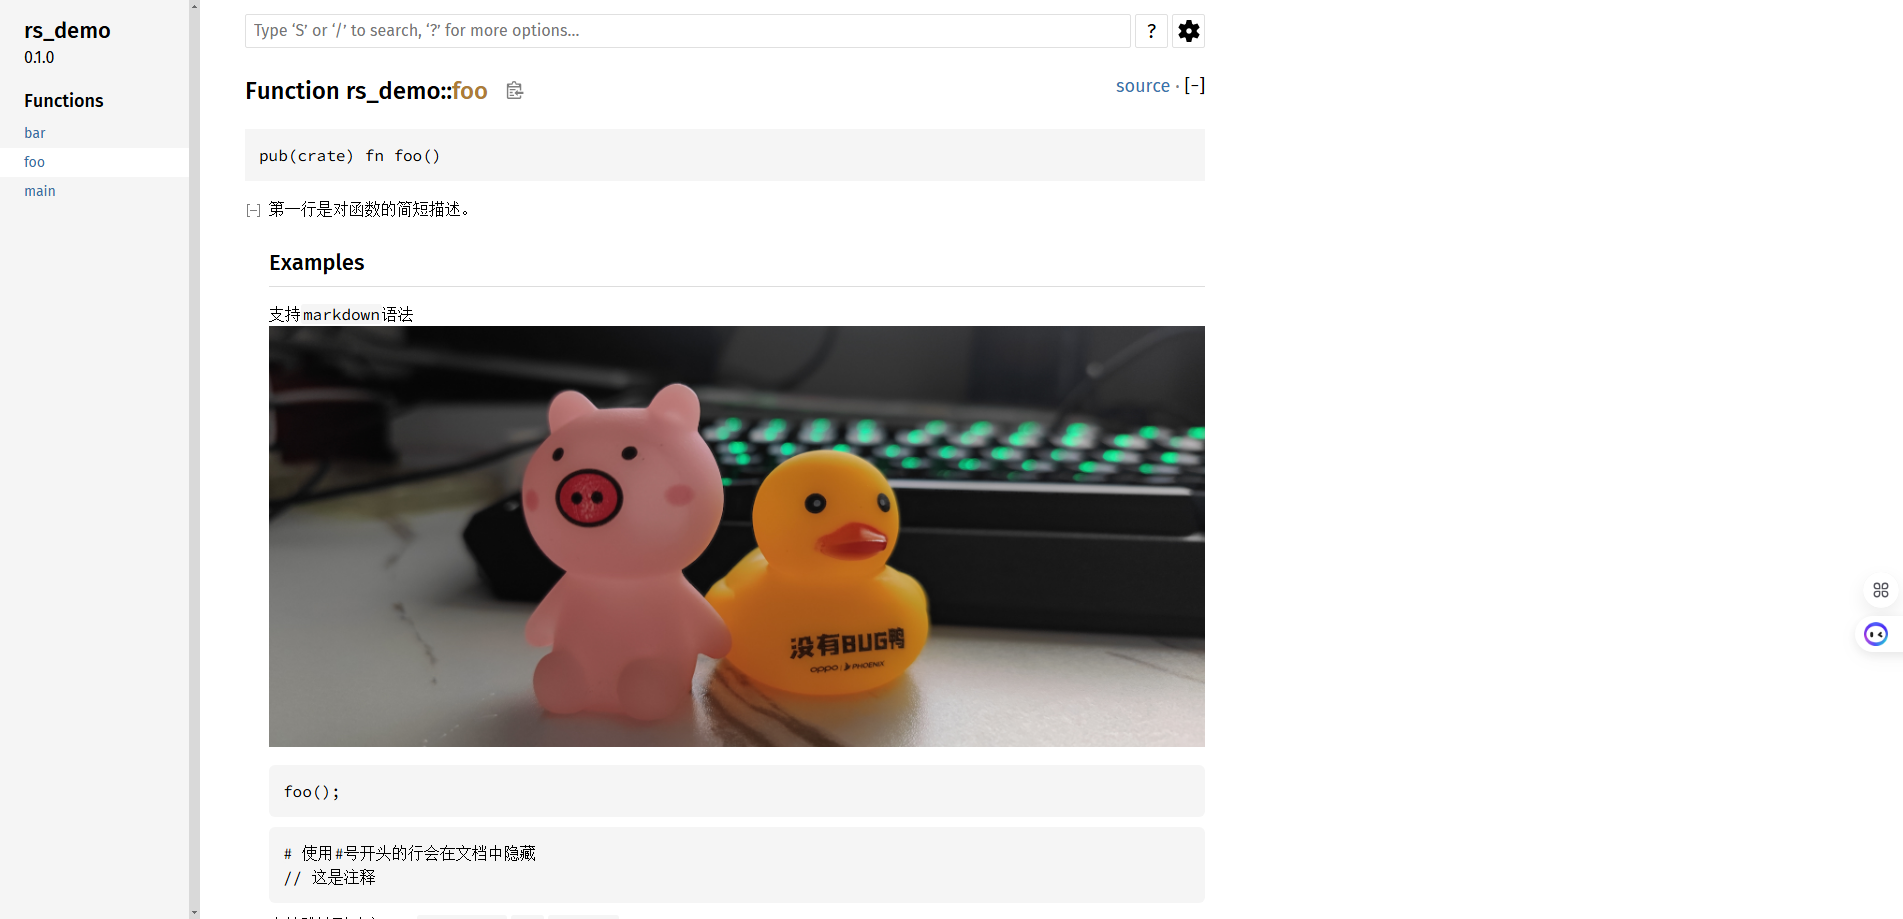 rs_demo
0.1.0
Functions
bar
foo
main
Type ‘S’ or ‘/’ to search, ‘?’ for more options…
?
Function rs_demo::foo
source · [−]
pub(crate) fn foo()
[−] 第一行是对函数的简短描述。
Examples
支持markdown语法
没有BUG鸭
oppo | PHOENIX
foo();
# 使用#号开头的行会在文档中隐藏
// 这是注释